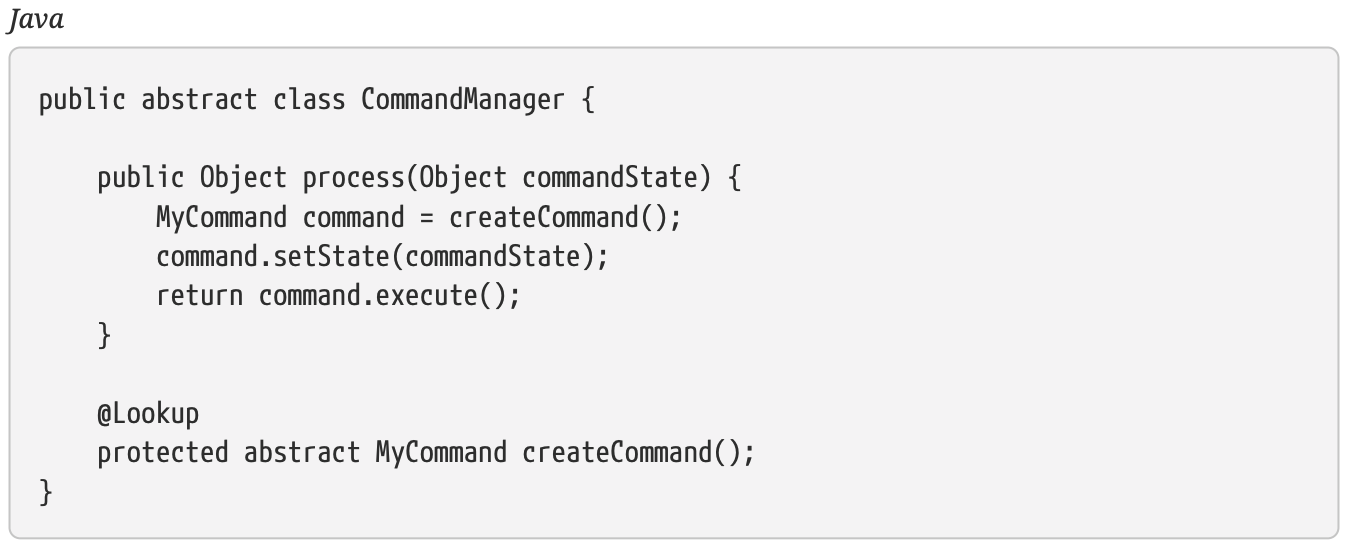 Java
public abstract class CommandManager {
    public Object process(Object commandState) {
        MyCommand command = createCommand();
        command.setState(commandState);
        return command.execute();
    }
    @Lookup
    protected abstract MyCommand createCommand();
}